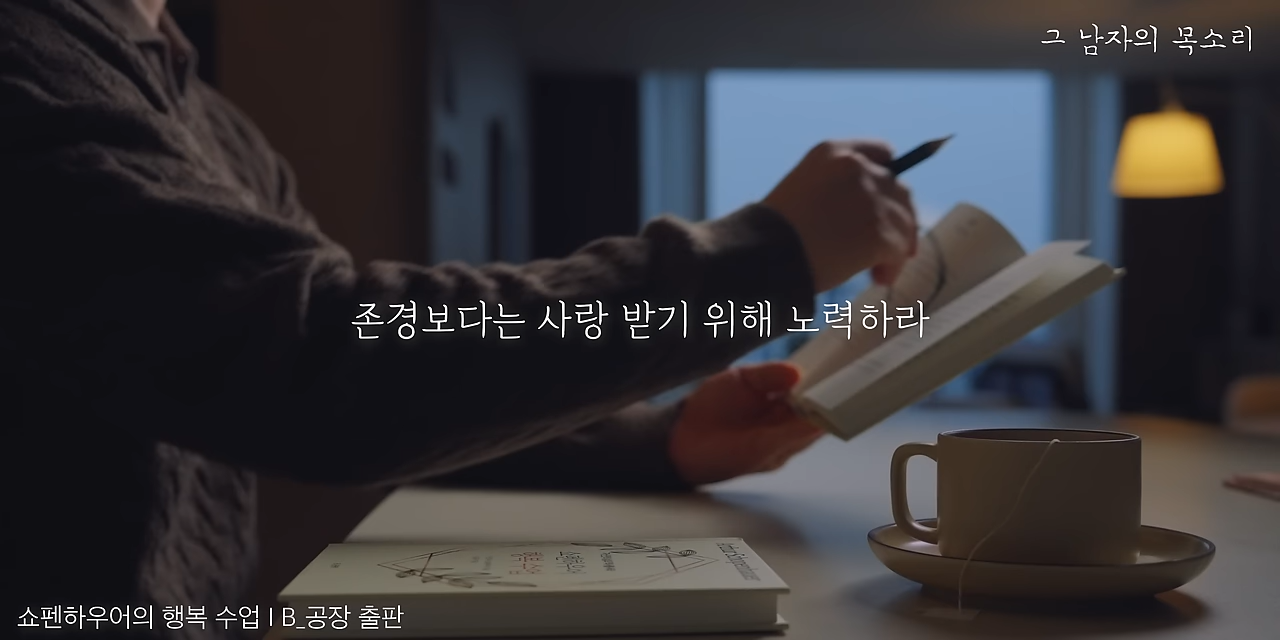 그 남자의 목소리
존경보다는 사랑 받기 위해 노력하라
쇼펜하우어의 행복 수업 | B_공장 출판